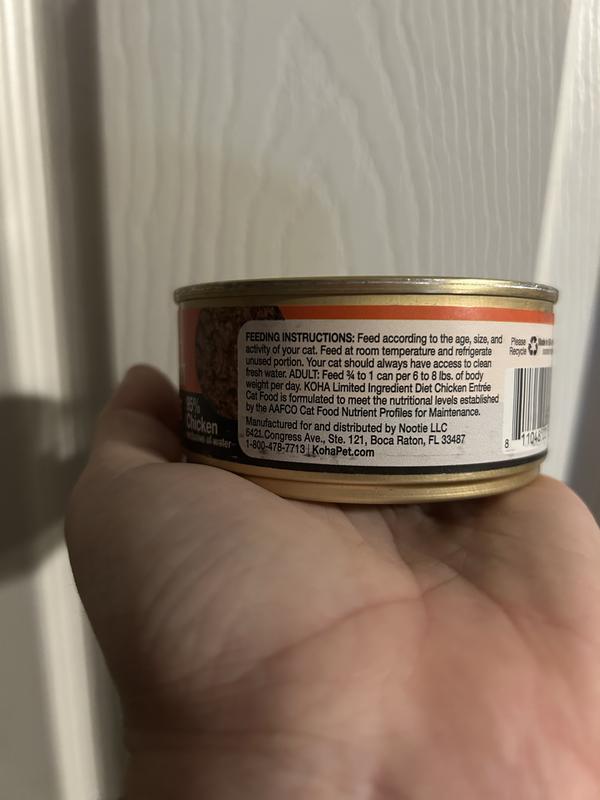 FEEDING INSTRUCTIONS: Feed according to the age, size, and
activity of your cat. Feed at room temperature and refrigerate
unused portion. Your cat should always have access to clean
fresh water. ADULT: Feed ¾ to 1 can per 6 to 8 lbs. of body
weight per day. KOHA Limited Ingredient Diet Chicken Entrée
Cat Food is formulated to meet the nutritional levels established
by the AAFCO Cat Food Nutrient Profiles for Maintenance.
Manufactured for and distributed by Nootie LLC
6421 Congress Ave., Ste. 121, Boca Raton, FL 33487
1-800-478-7713 | KohaPet.com
95%
Chicken
exclusive of water
Please
Recycle
8